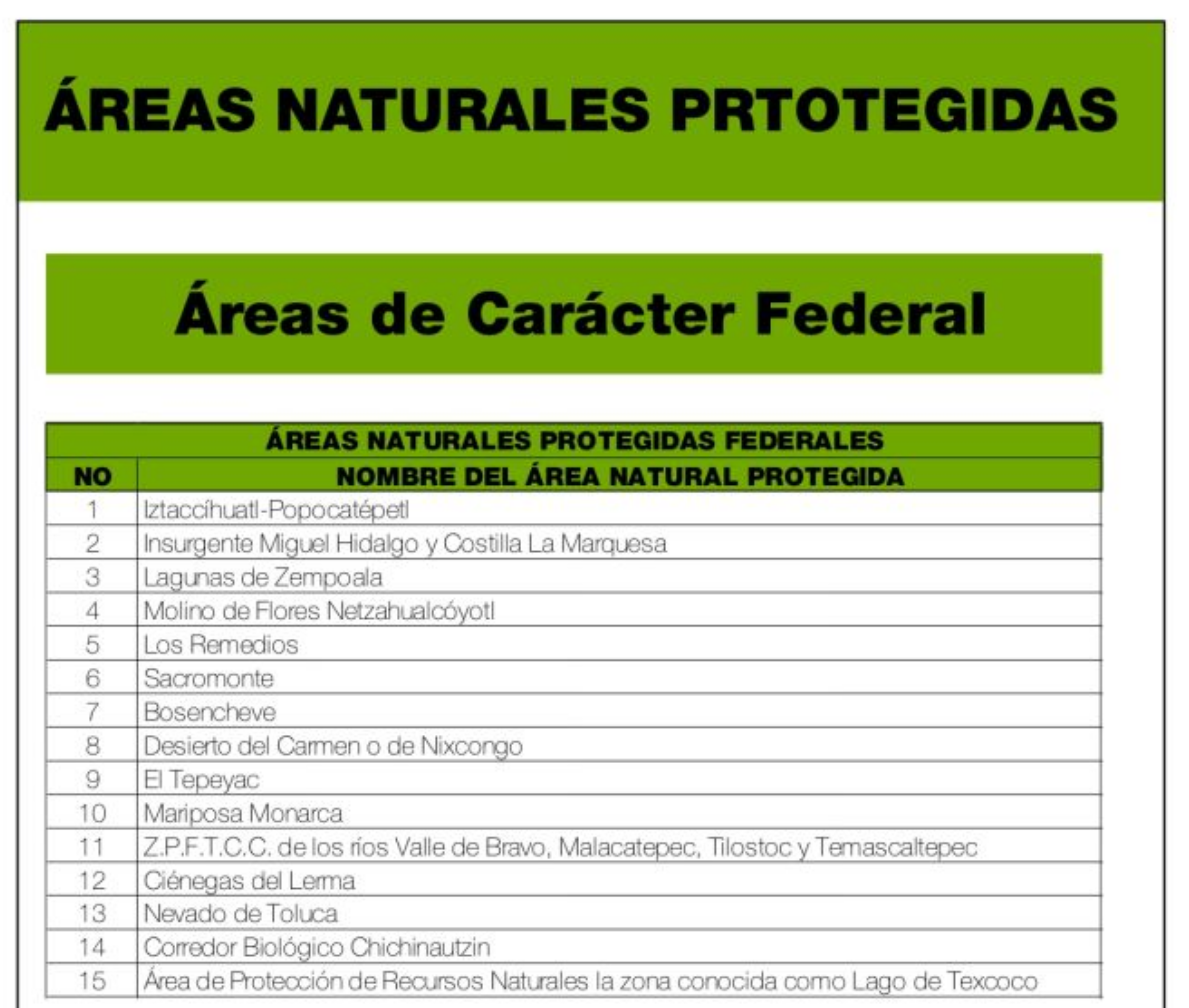 ÁREAS NATURALES PRTOTEGIDAS
Áreas de Carácter Federal
ÁREAS NATURALES PROTEGIDAS FEDERALES
NO NOMBRE DEL ÁREA NATURAL PROTEGIDA
1 Iztaccíhuatl-Popocatépetl
2 Insurgente Miguel Hidalgo y Costilla La Marquesa
3 Lagunas de Zempoala
4 Molino de Flores Netzahualcóyotl
5 Los Remedios
6 Sacromonte
7 Bosencheve
8 Desierto del Carmen o de Nixcongo
9 El Tepeyac
10 Mariposa Monarca
11 Z.P.F.T.C.C. de los ríos Valle de Bravo, Malacatepec, Tilostoc y Temascaltepec
12 Ciénegas del Lerma
13 Nevado de Toluca
14 Corredor Biológico Chichinautzin
15 Área de Protección de Recursos Naturales la zona conocida como Lago de Texcoco